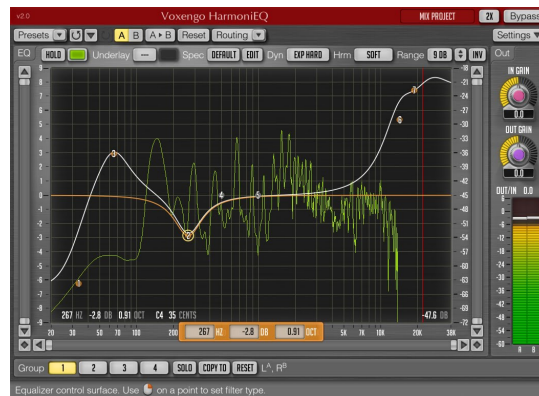 v2.0 Voxengo HarmoniEQ MIX PROJECT 2X Bypass
Presets A B A ▸ B Reset Routing Settings
EQ HOLD Underlay --- Spec DEFAULT EDIT Dyn EXP HARD Hrm SOFT Range 9 DB INV Out
IN GAIN
0.0
OUT GAIN
0.0
OUT/IN 0.0
267 HZ -2.8 DB 0.91 OCT C4 35 CENTS -47.6 DB
20 30 50 70 100 200 5K 7K 10K 20K 38K
267 HZ -2.8 DB 0.91 OCT
A B
Group 1 2 3 4 SOLO COPY TO RESET Lᴬ, Rᴮ
Equalizer control surface. Use on a point to set filter type.